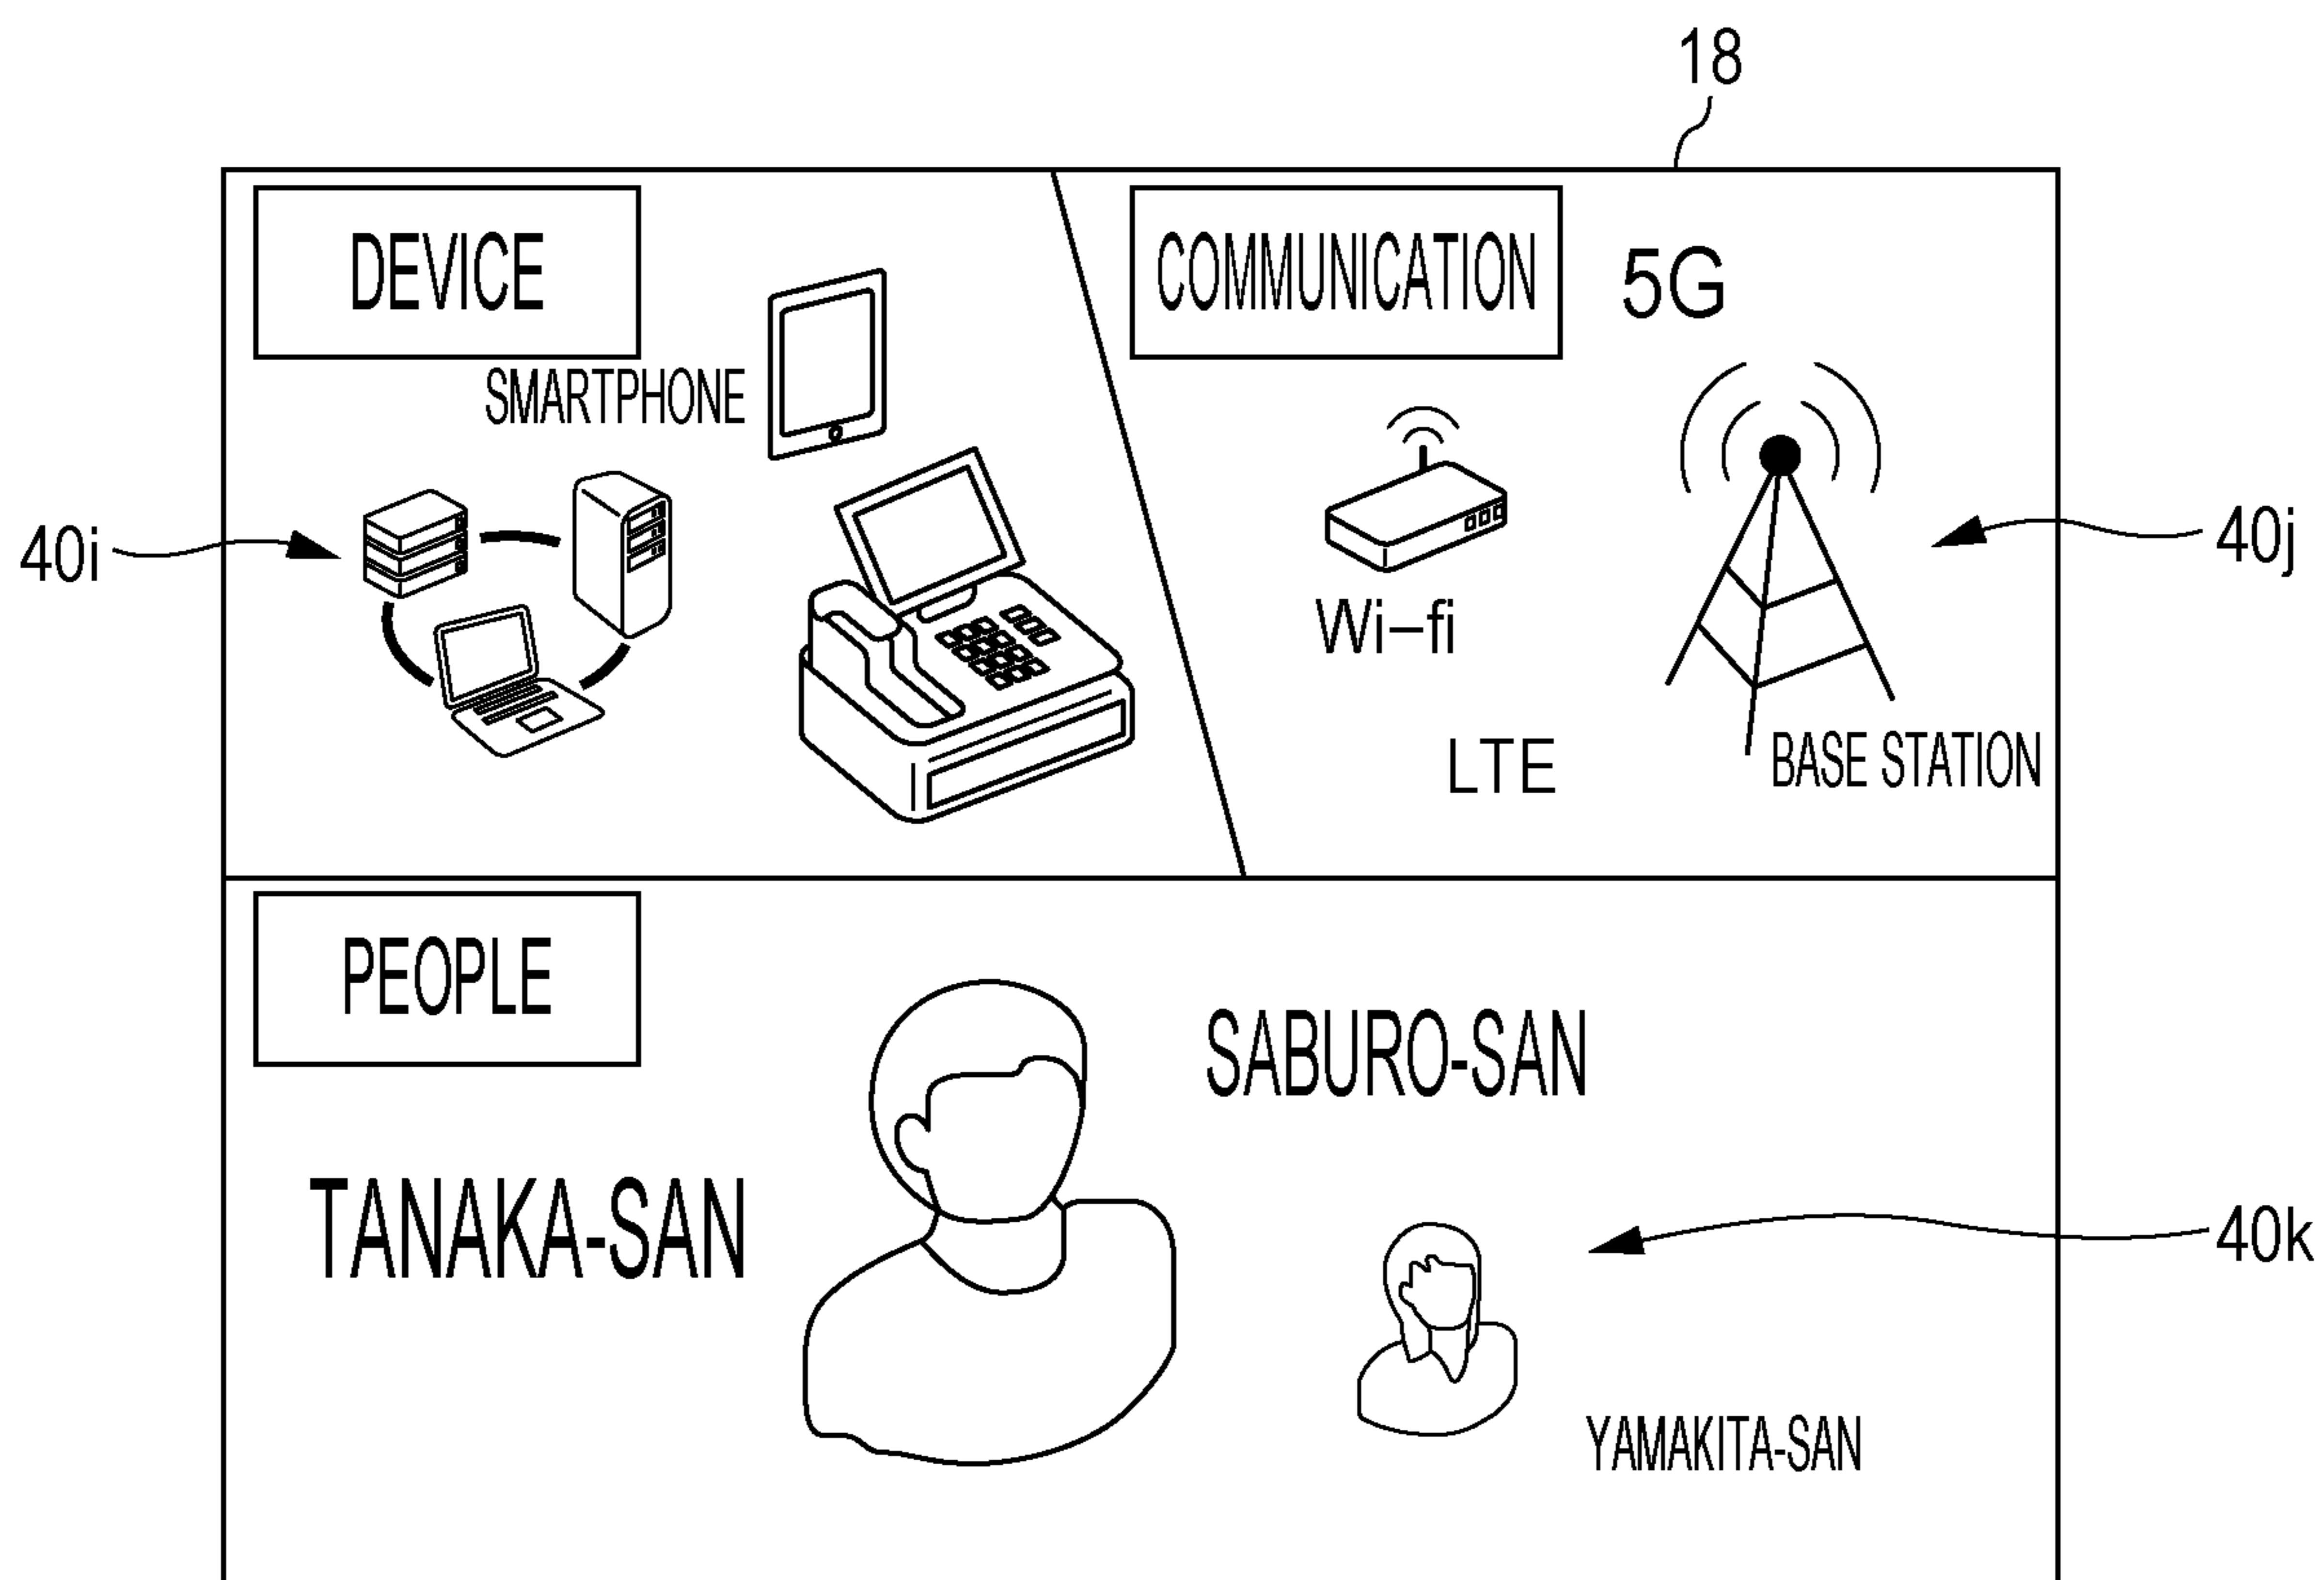 18
DEVICE
COMMUNICATION
5G
SMARTPHONE
40i
40j
Wi–fi
LTE
BASE STATION
PEOPLE
SABURO-SAN
TANAKA-SAN
40k
YAMAKITA-SAN